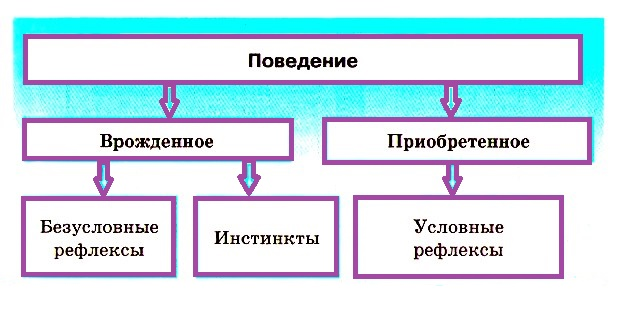 Поведение
Врожденное
Приобретенное
Безусловные
рефлексы
Инстинкты
Условные
рефлексы